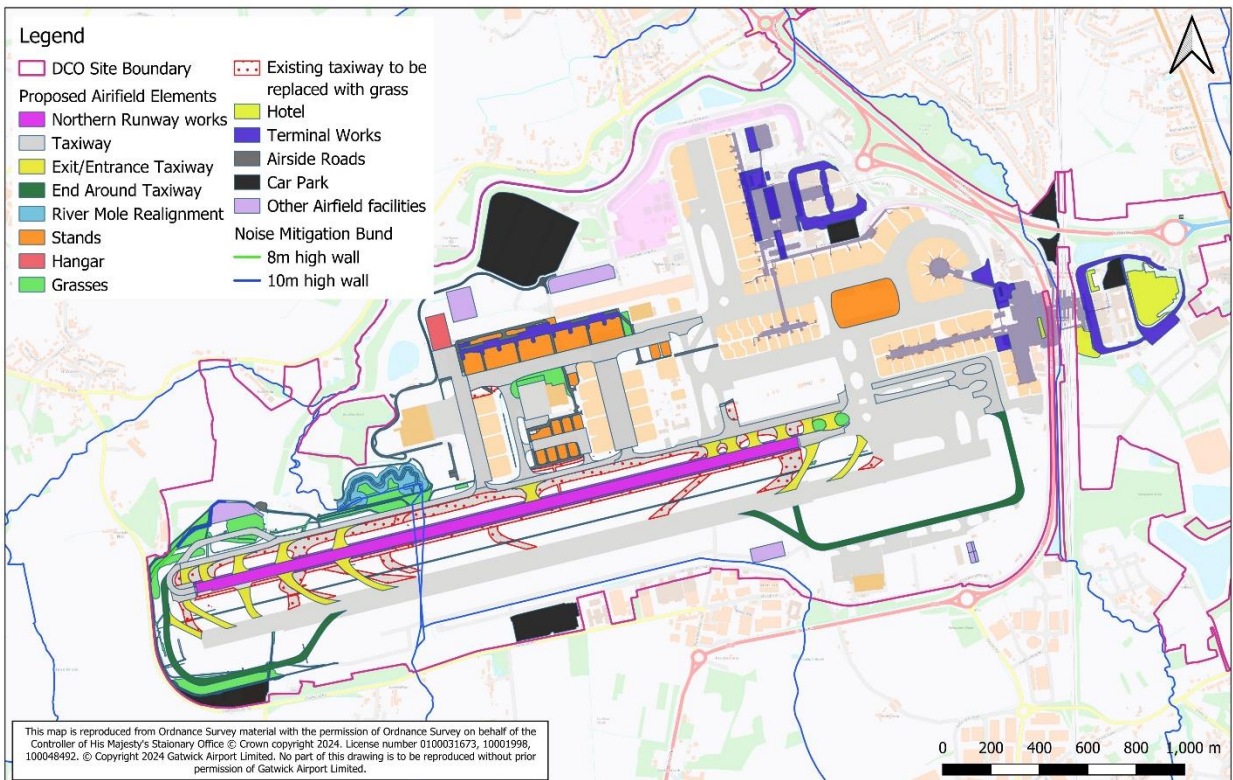 Legend
DCO Site Boundary
Proposed Airifield Elements
Northern Runway works
Taxiway
Exit/Entrance Taxiway
End Around Taxiway
River Mole Realignment
Stands
Hangar
Grasses
Existing taxiway to be
replaced with grass
Hotel
Terminal Works
Airside Roads
Car Park
Other Airfield facilities
Noise Mitigation Bund
8m high wall
10m high wall
This map is reproduced from Ordnance Survey material with the permission of Ordnance Survey on behalf of the
Controller of His Majesty's Staionary Office © Crown copyright 2024. License number 0100031673, 10001998,
100048492. © Copyright 2024 Gatwick Airport Limited. No part of this drawing is to be reproduced without prior
permission of Gatwick Airport Limited.
0 200 400 600 800 1,000 m